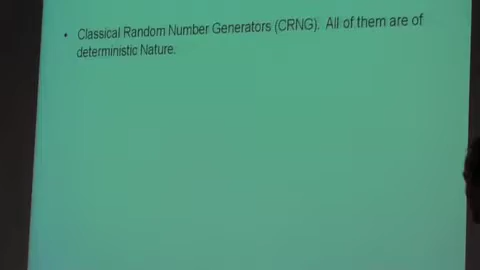 • Classical Random Number Generators (CRNG). All of them are of
deterministic Nature.